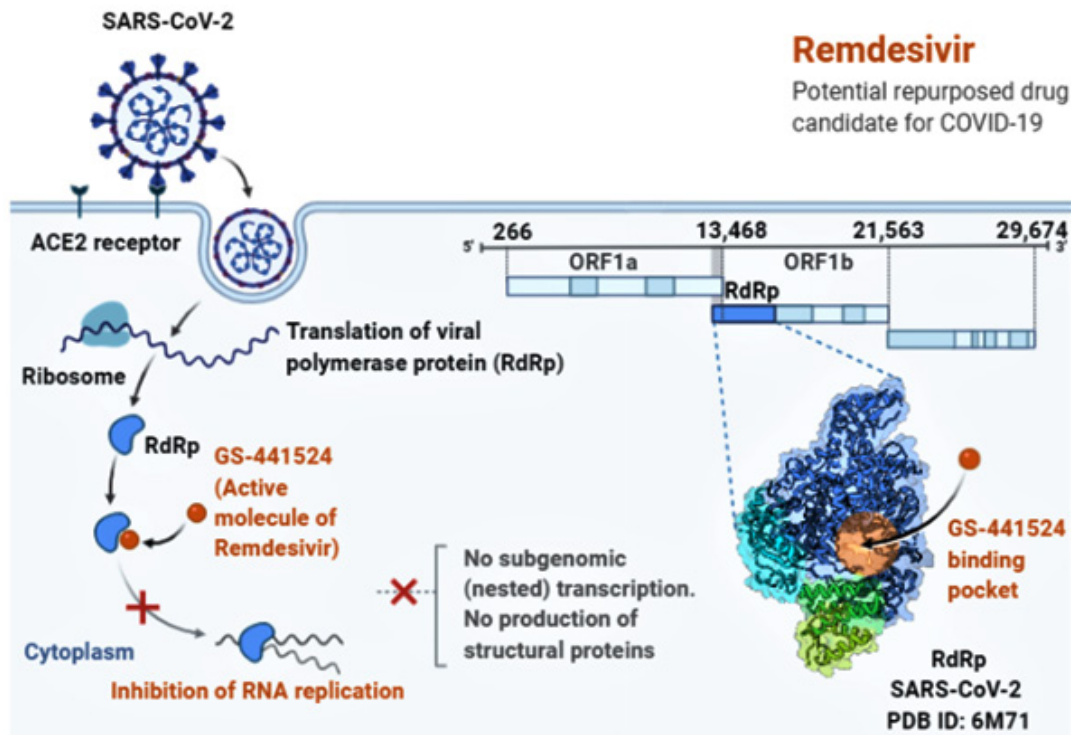 SARS-CoV-2
Remdesivir
Potential repurposed drug
candidate for COVID-19
ACE2 receptor
266
13,468
21,563
29,674
5'
3'
ORF1a
ORF1b
RdRp
Translation of viral
polymerase protein (RdRp)
Ribosome
RdRp
GS-441524
(Active
molecule of
Remdesivir)
No subgenomic
(nested) transcription.
No production of
structural proteins
Cytoplasm
Inhibition of RNA replication
GS-441524
binding
pocket
RdRp
SARS-CoV-2
PDB ID: 6M71